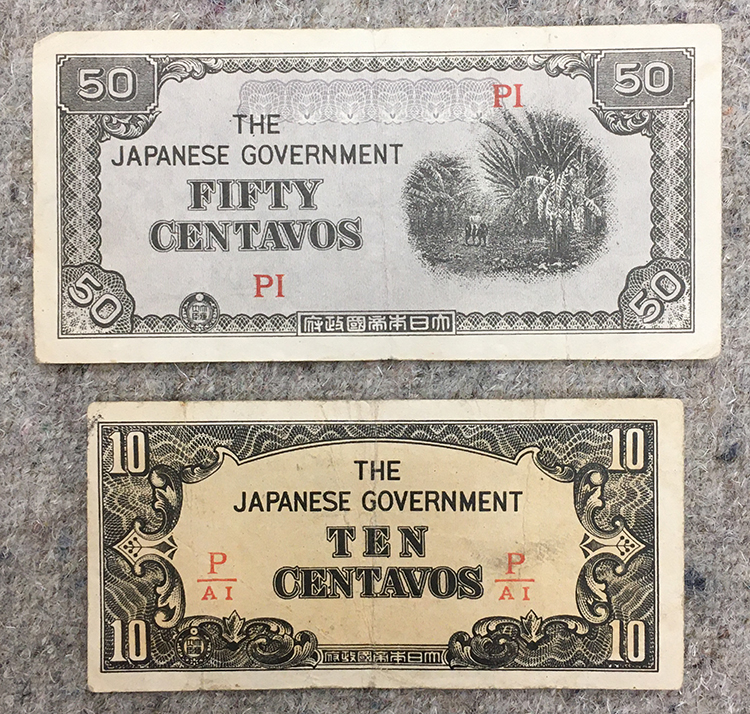 50
50
PI
THE
JAPANESE GOVERNMENT
FIFTY
CENTAVOS
PI
50
50
府政國帝本日大
10
10
THE
JAPANESE GOVERNMENT
TEN
CENTAVOS
P
AI
P
AI
10
10
府政國帝本日大